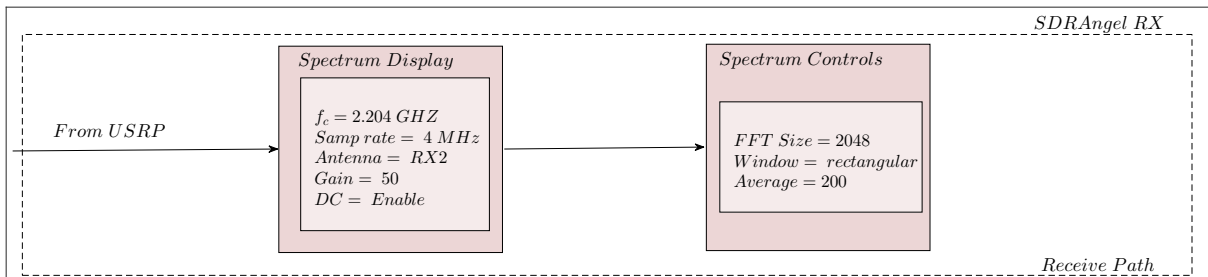 SDRAngel RX
From USRP
Spectrum Display
f_c = 2.204 GHZ
Samp rate = 4 MHz
Antenna = RX2
Gain = 50
DC = Enable
Spectrum Controls
FFT Size = 2048
Window = rectangular
Average = 200
Receive Path